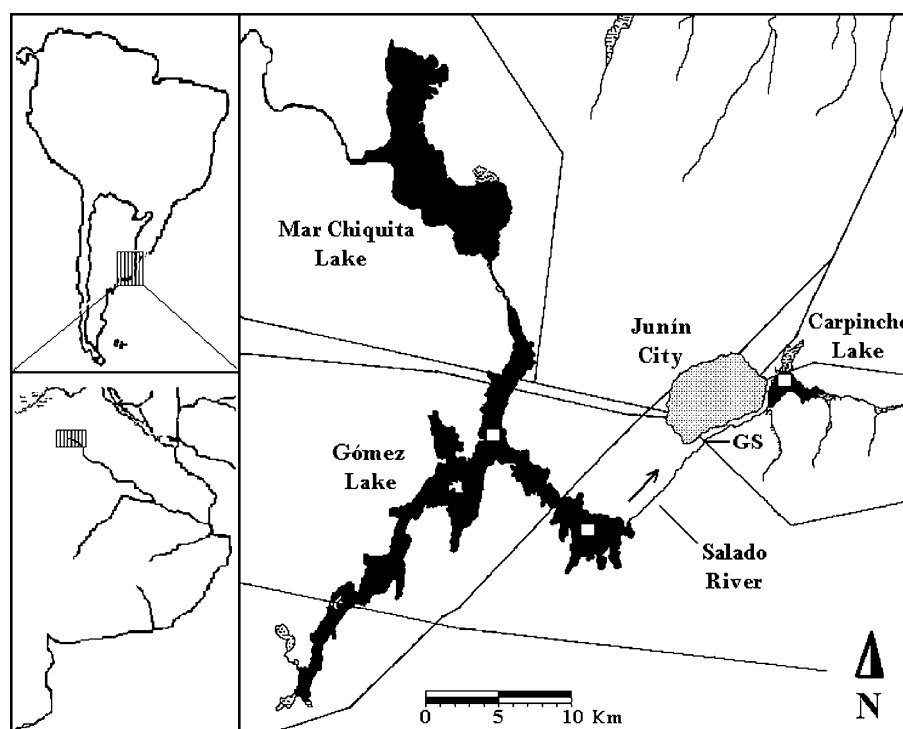 Mar Chiquita
Lake
Junín
City
Carpincho
Lake
GS
Gómez
Lake
Salado
River
N
0 5 10 Km